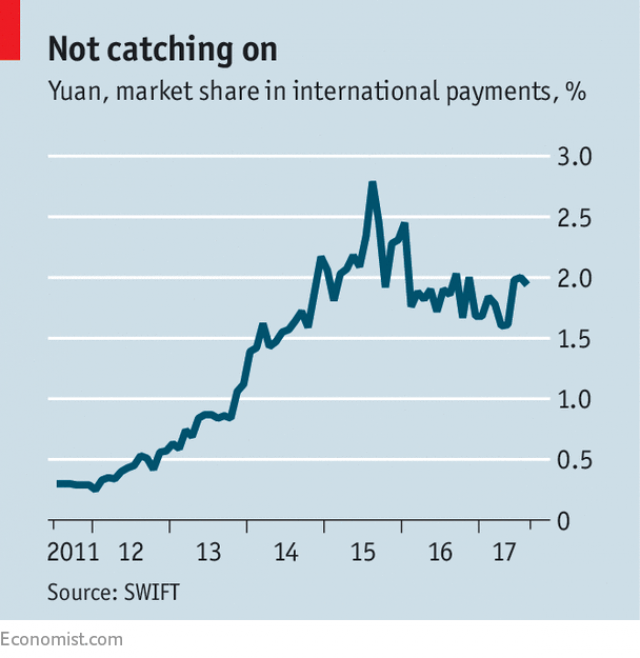 Not catching on
Yuan, market share in international payments, %
3.0
2.5
2.0
1.5
1.0
0.5
0
2011 12 13 14 15 16 17
Source: SWIFT
Economist.com